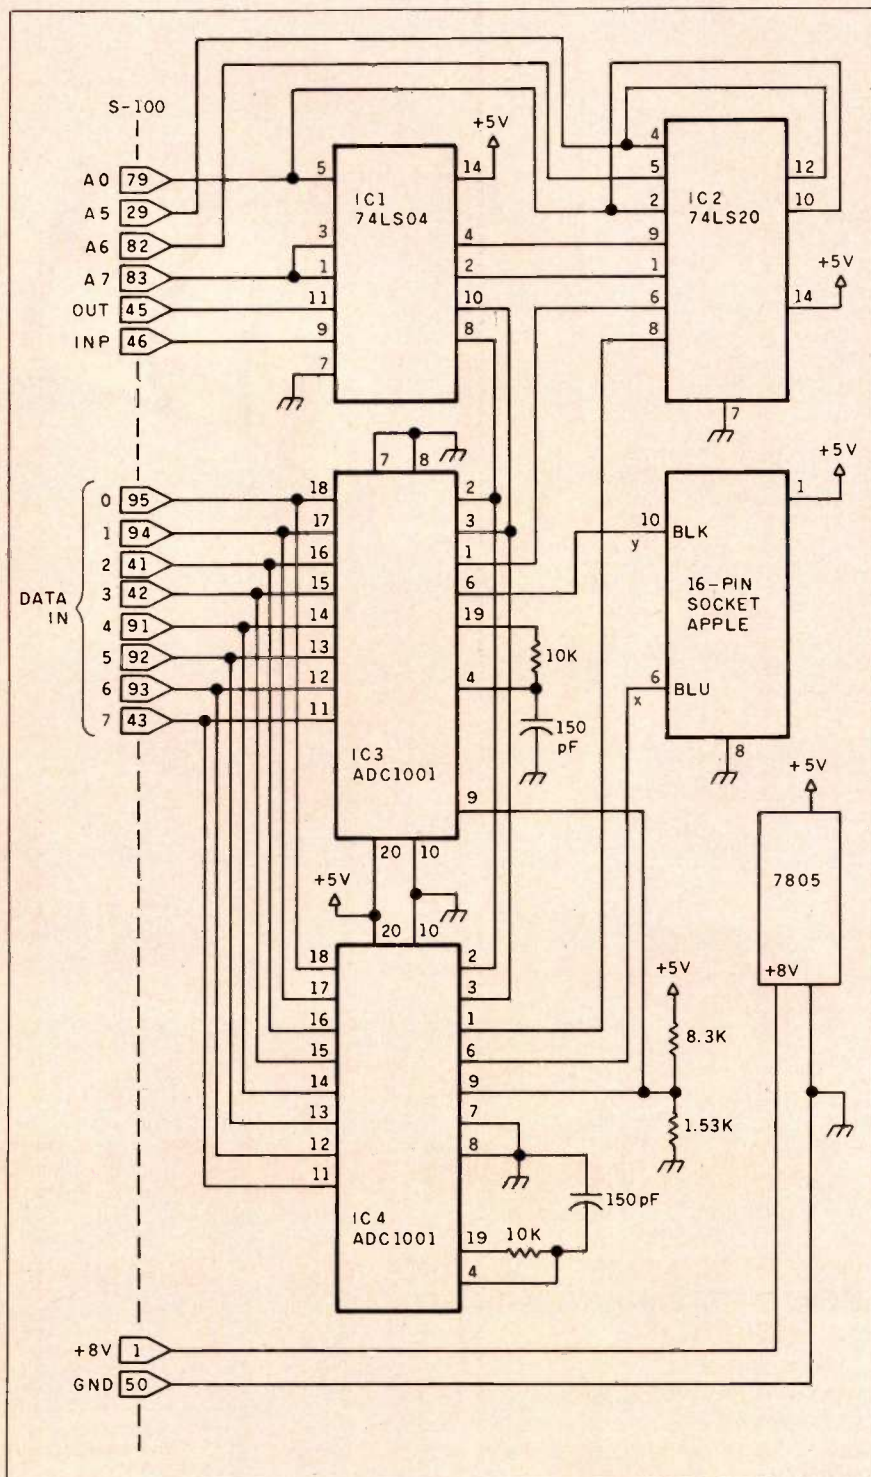 S-100
A0 79
A5 29
A6 82
A7 83
OUT 45
INP 46
5
3
1
11
9
7
IC1
74LS04
14
+5V
4
2
10
8
4
5
2
9
1
6
8
IC2
74LS20
12
10
14
+5V
7
DATA
IN
0 95
1 94
2 41
3 42
4 91
5 92
6 93
7 43
18
17
16
15
14
13
12
11
7 8
IC3
ADC1001
2
3
1
6
19
4
9
10K
150
pF
20 10
+5V
10 BLK
y
16-PIN
SOCKET
APPLE
6 BLU
x
1
+5V
8
+5V
7805
+8V
20 10
18
17
16
15
14
13
12
11
IC4
ADC1001
2
3
1
6
9
7
8
19
4
10K
150pF
+5V
8.3K
1.53K
+8V 1
GND 50